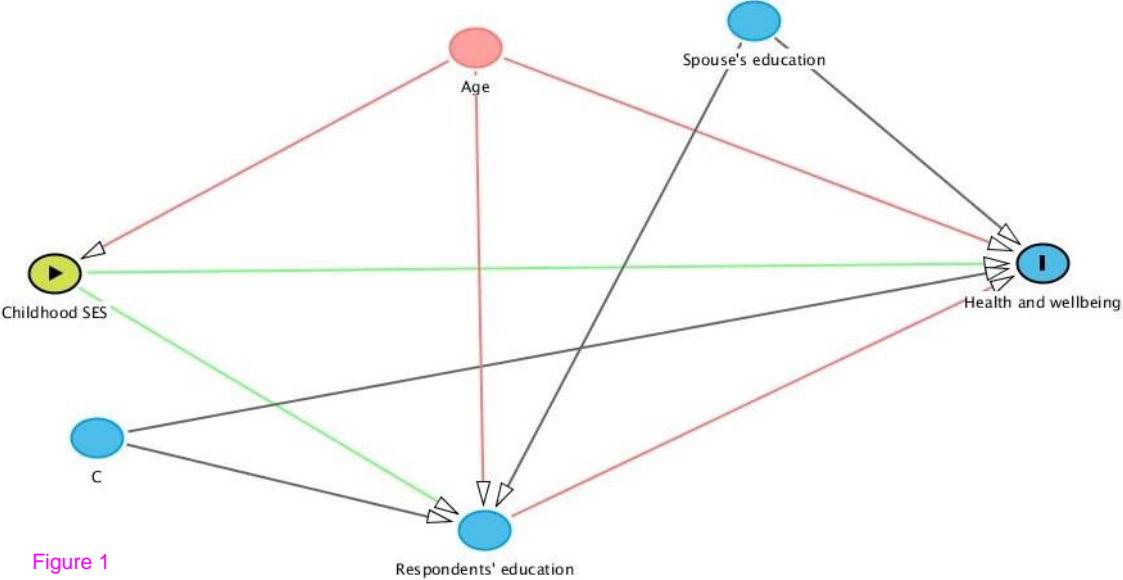 Spouse's education
Age
Childhood SES
Health and wellbeing
C
Respondents' education
Figure 1